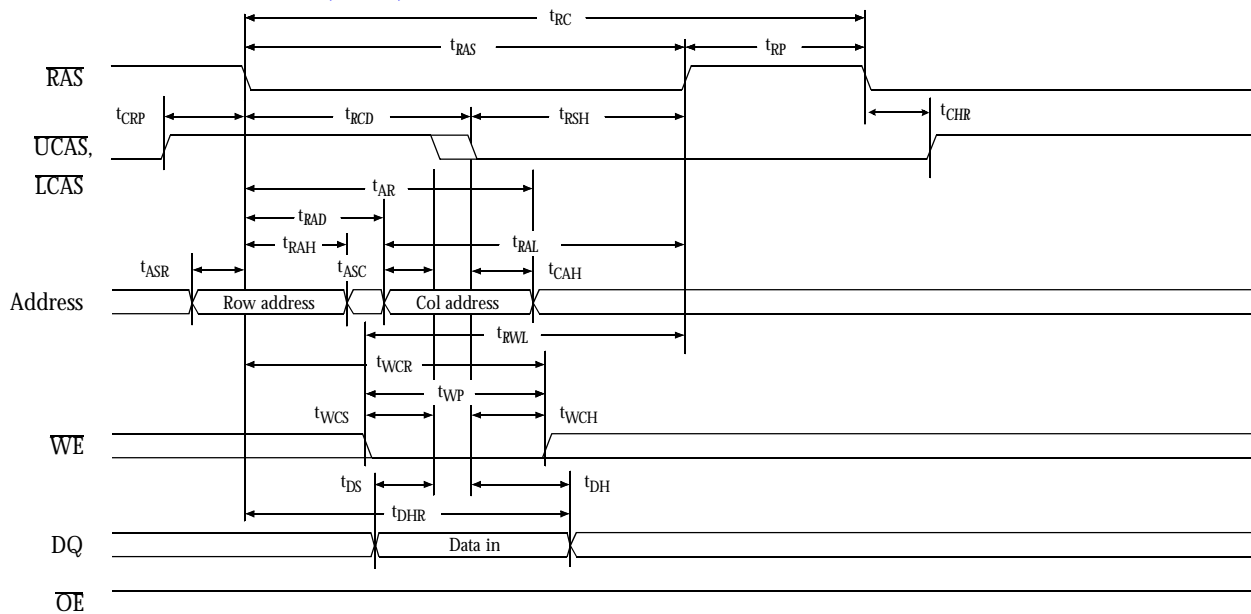 tRC
tRAS
tRP
RAS
tCRP
tRCD
tRSH
tCHR
UCAS,
LCAS
tAR
tRAD
tRAH
tRAL
tASR
tASC
tCAH
Address
Row address
Col address
tRWL
tWCR
tWP
tWCS
tWCH
WE
tDS
tDH
tDHR
DQ
Data in
OE